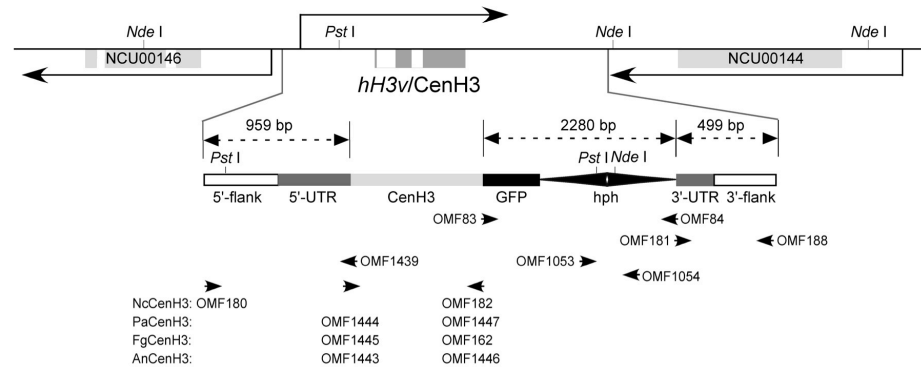 Nde I Pst I Nde I Nde I
NCU00146 NCU00144
hH3v/CenH3
959 bp 2280 bp 499 bp
Pst I Pst I Nde I
5'-flank 5'-UTR CenH3 GFP hph 3'-UTR 3'-flank
OMF83 OMF84
OMF181 OMF188
OMF1439 OMF1053
OMF1054
NcCenH3: OMF180 OMF182
PaCenH3: OMF1444 OMF1447
FgCenH3: OMF1445 OMF162
AnCenH3: OMF1443 OMF1446